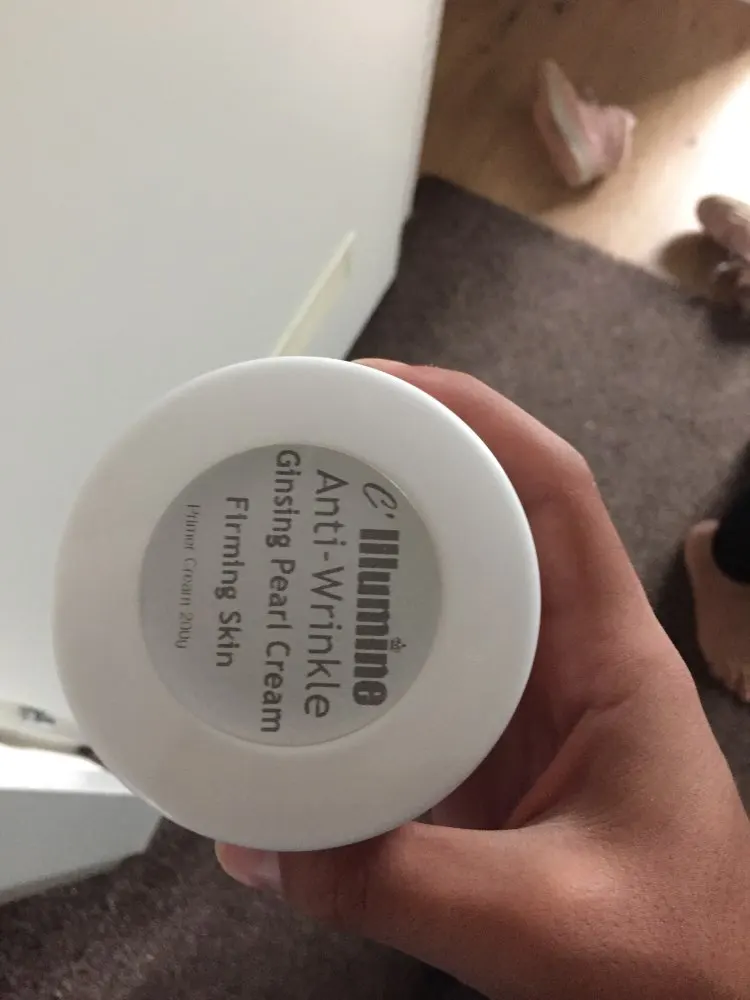 C' Illumine
Anti-Wrinkle
Ginsing Pearl Cream
Firming Skin
Primer Cream 200g